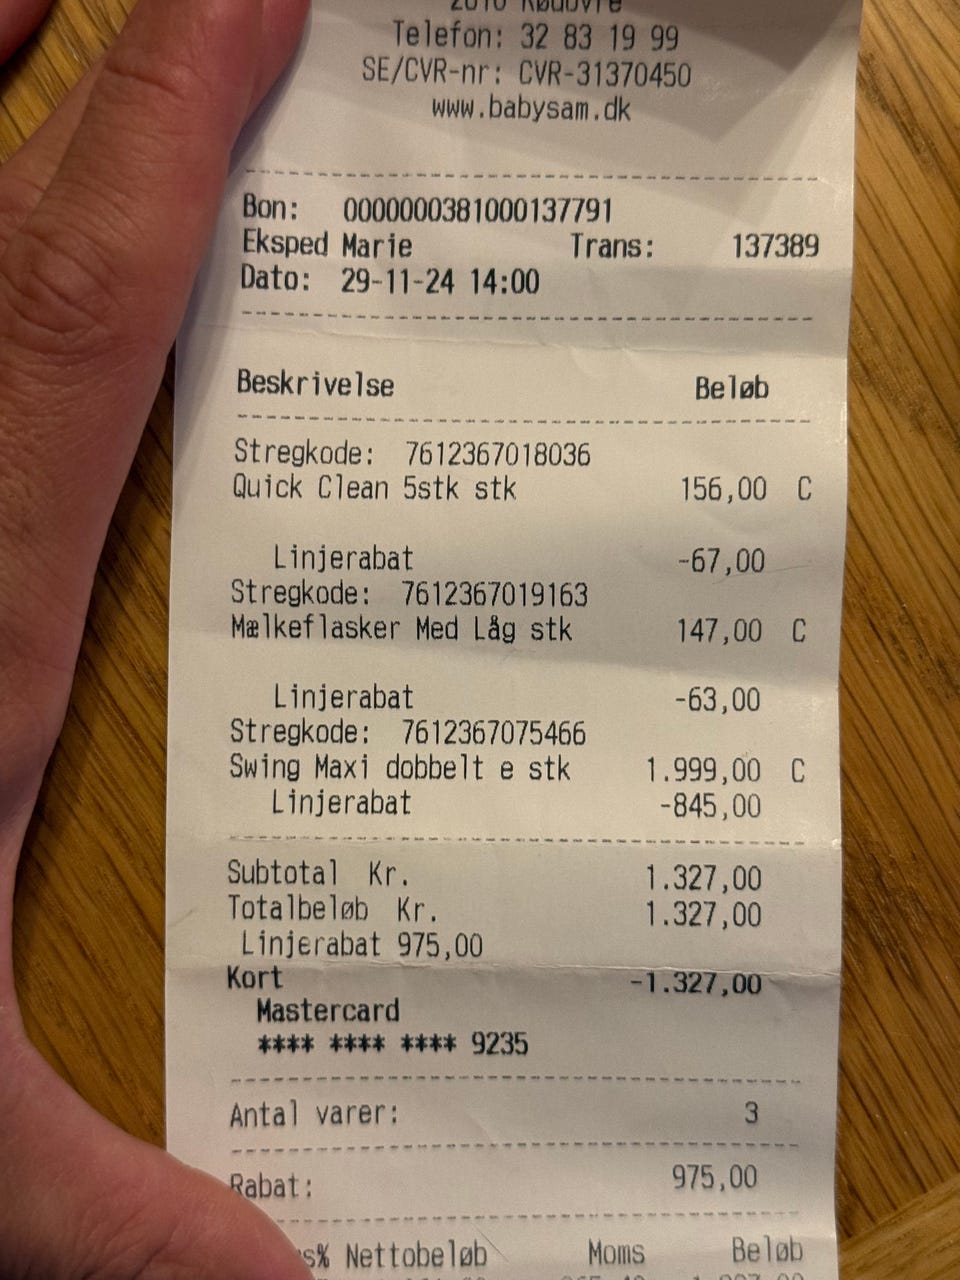 2610 Rødovre
Telefon: 32 83 19 99
SE/CVR-nr: CVR-31370450
www.babysam.dk
Bon: 0000000381000137791
Eksped Marie Trans: 137389
Dato: 29-11-24 14:00
Beskrivelse Beløb
Stregkode: 7612367018036
Quick Clean 5stk stk 156,00 C
Linjerabat -67,00
Stregkode: 7612367019163
Mælkeflasker Med Låg stk 147,00 C
Linjerabat -63,00
Stregkode: 7612367075466
Swing Maxi dobbelt e stk 1.999,00 C
Linjerabat -845,00
Subtotal Kr. 1.327,00
Totalbeløb Kr. 1.327,00
Linjerabat 975,00
Kort -1.327,00
Mastercard
**** **** **** 9235
Antal varer: 3
Rabat: 975,00
s% Nettobeløb Moms Beløb